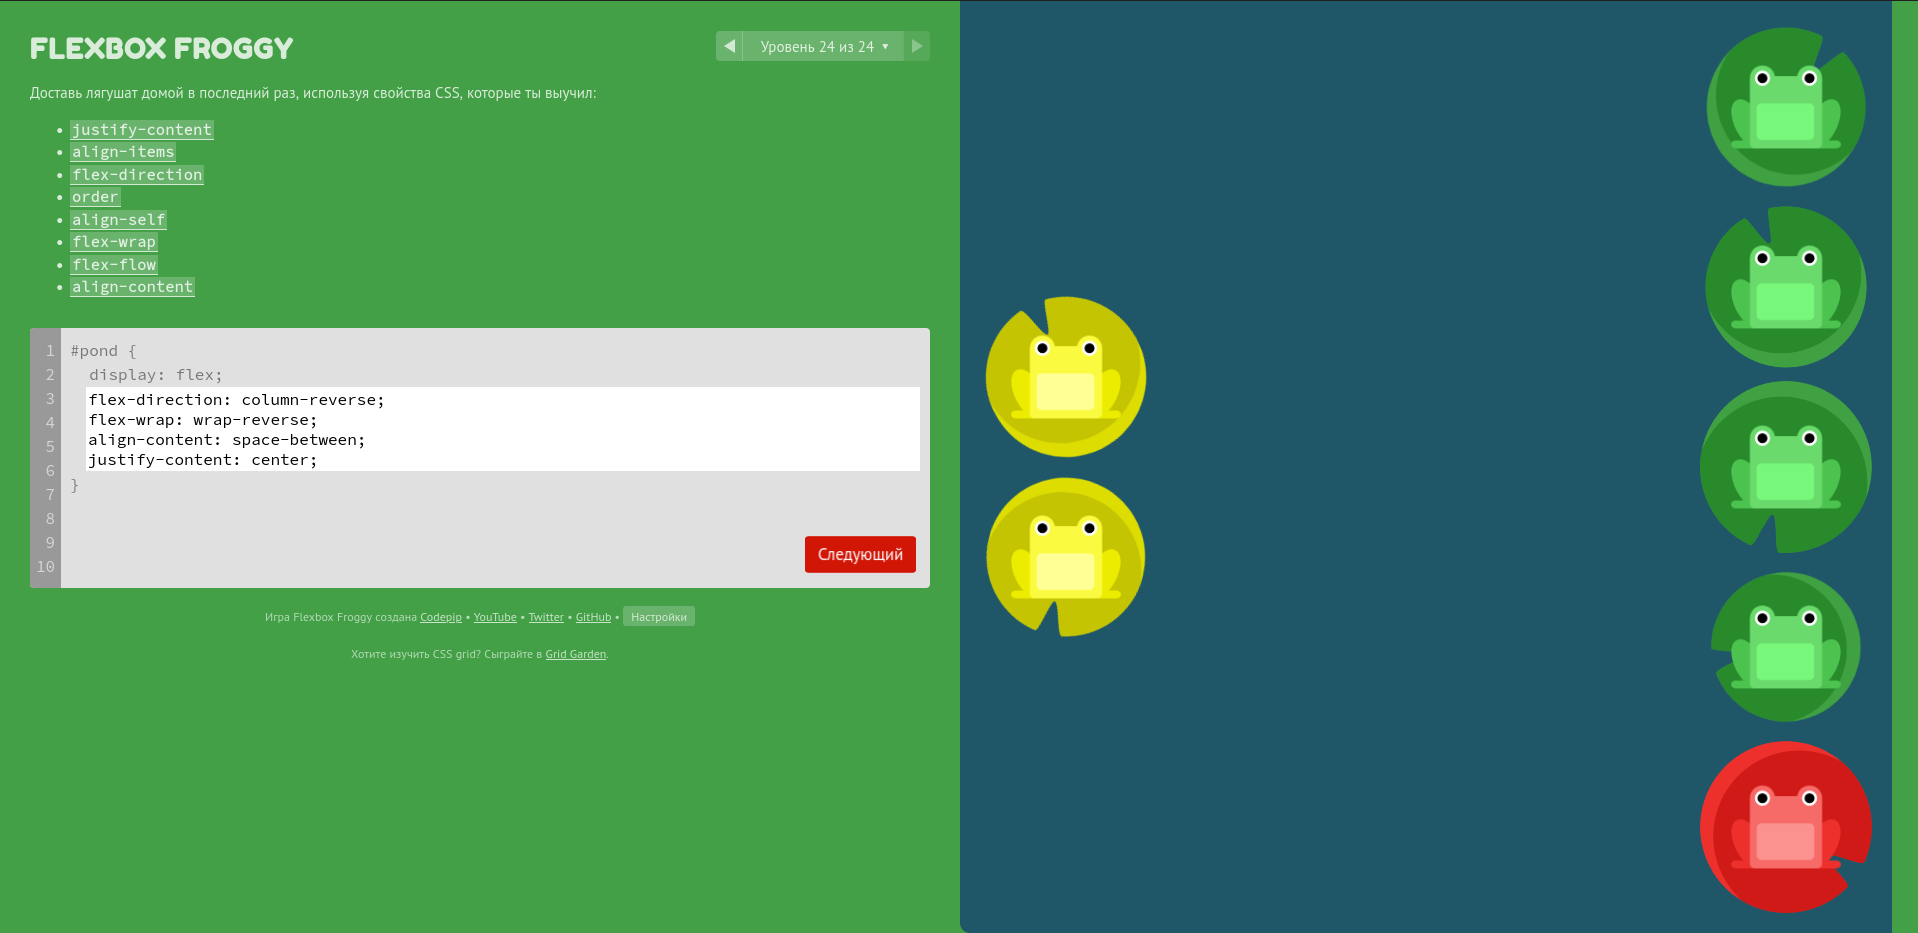 FLEXBOX FROGGY
Уровень 24 из 24 ▼
Доставь лягушат домой в последний раз, используя свойства CSS, которые ты выучил:
• justify-content
• align-items
• flex-direction
• order
• align-self
• flex-wrap
• flex-flow
• align-content
1 #pond {
2 display: flex;
3 flex-direction: column-reverse;
4 flex-wrap: wrap-reverse;
5 align-content: space-between;
6 justify-content: center;
7 }
8
9
10
Следующий
Игра Flexbox Froggy создана Codepip • YouTube • Twitter • GitHub • Настройки
Хотите изучить CSS grid? Сыграйте в Grid Garden.